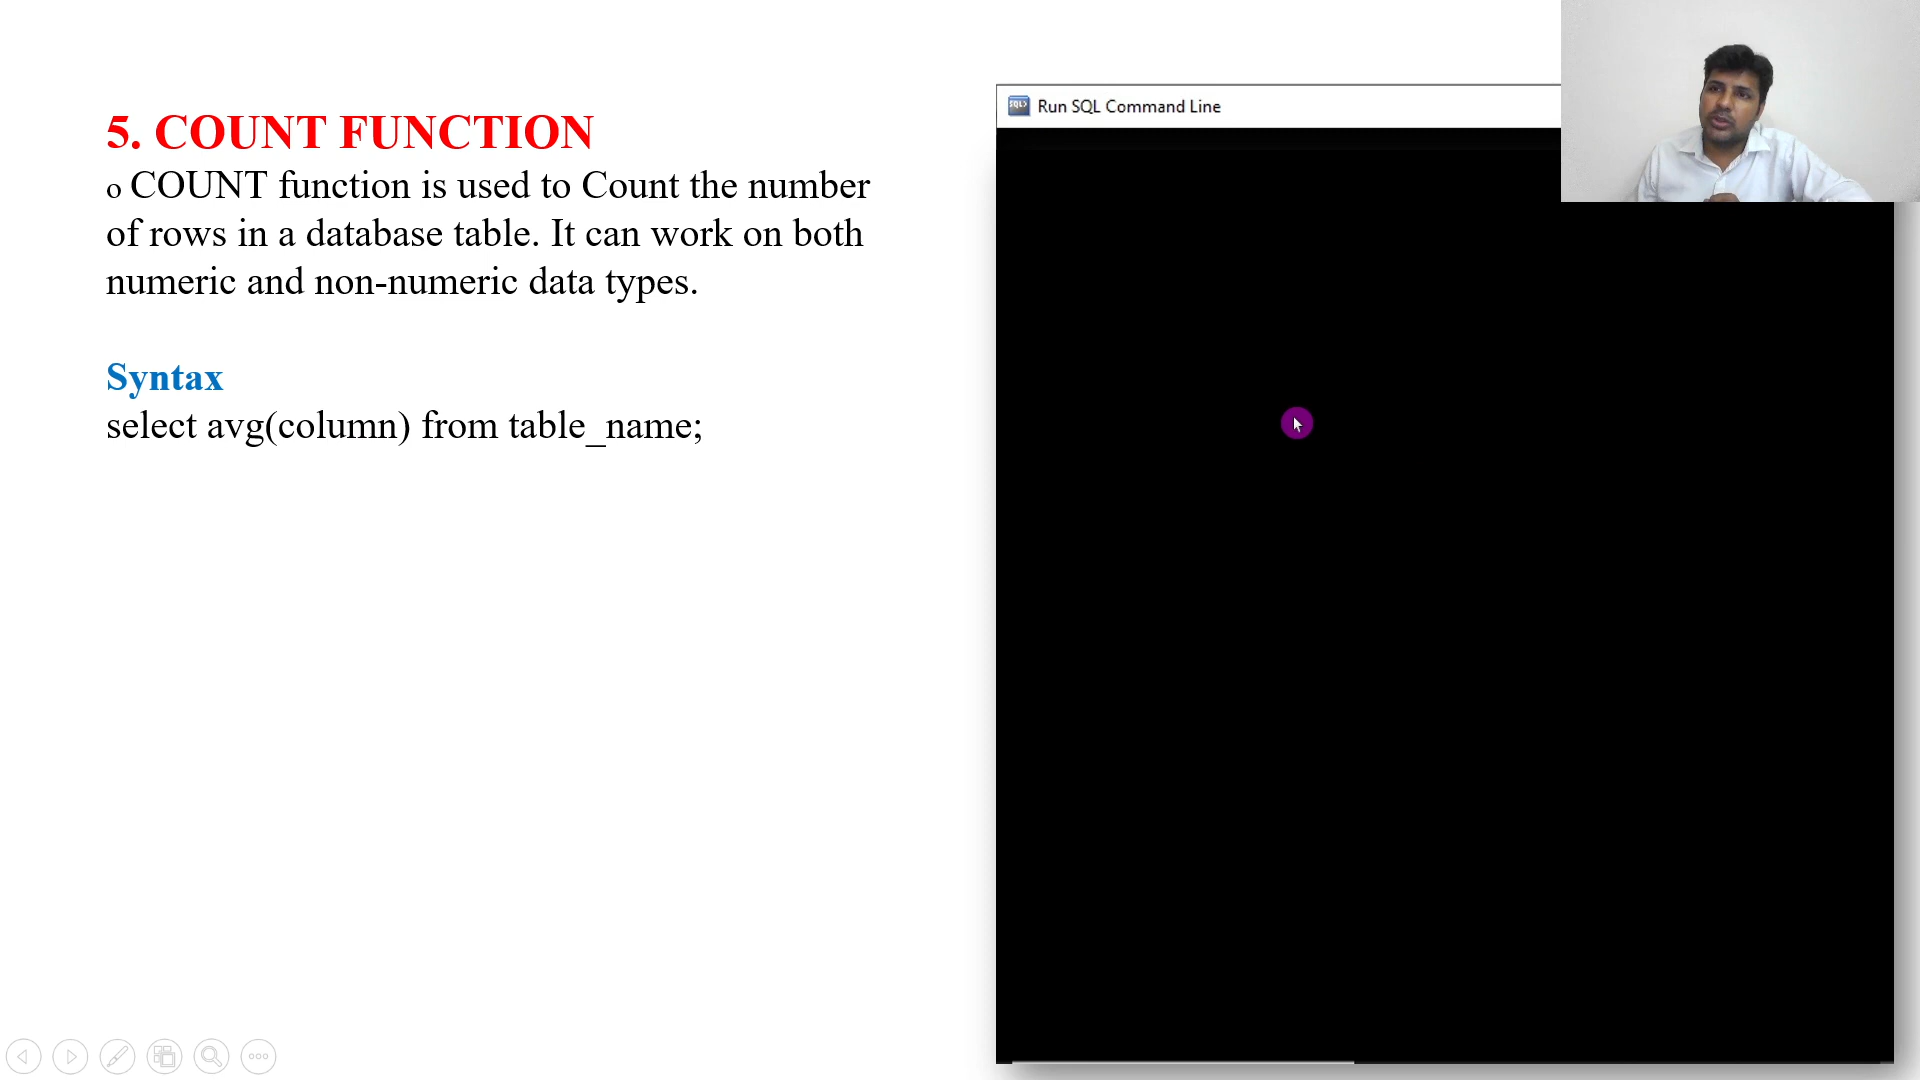 5. COUNT FUNCTION
o COUNT function is used to Count the number
of rows in a database table. It can work on both
numeric and non-numeric data types.
Syntax
select avg(column) from table_name;
SQL>
Run SQL Command Line